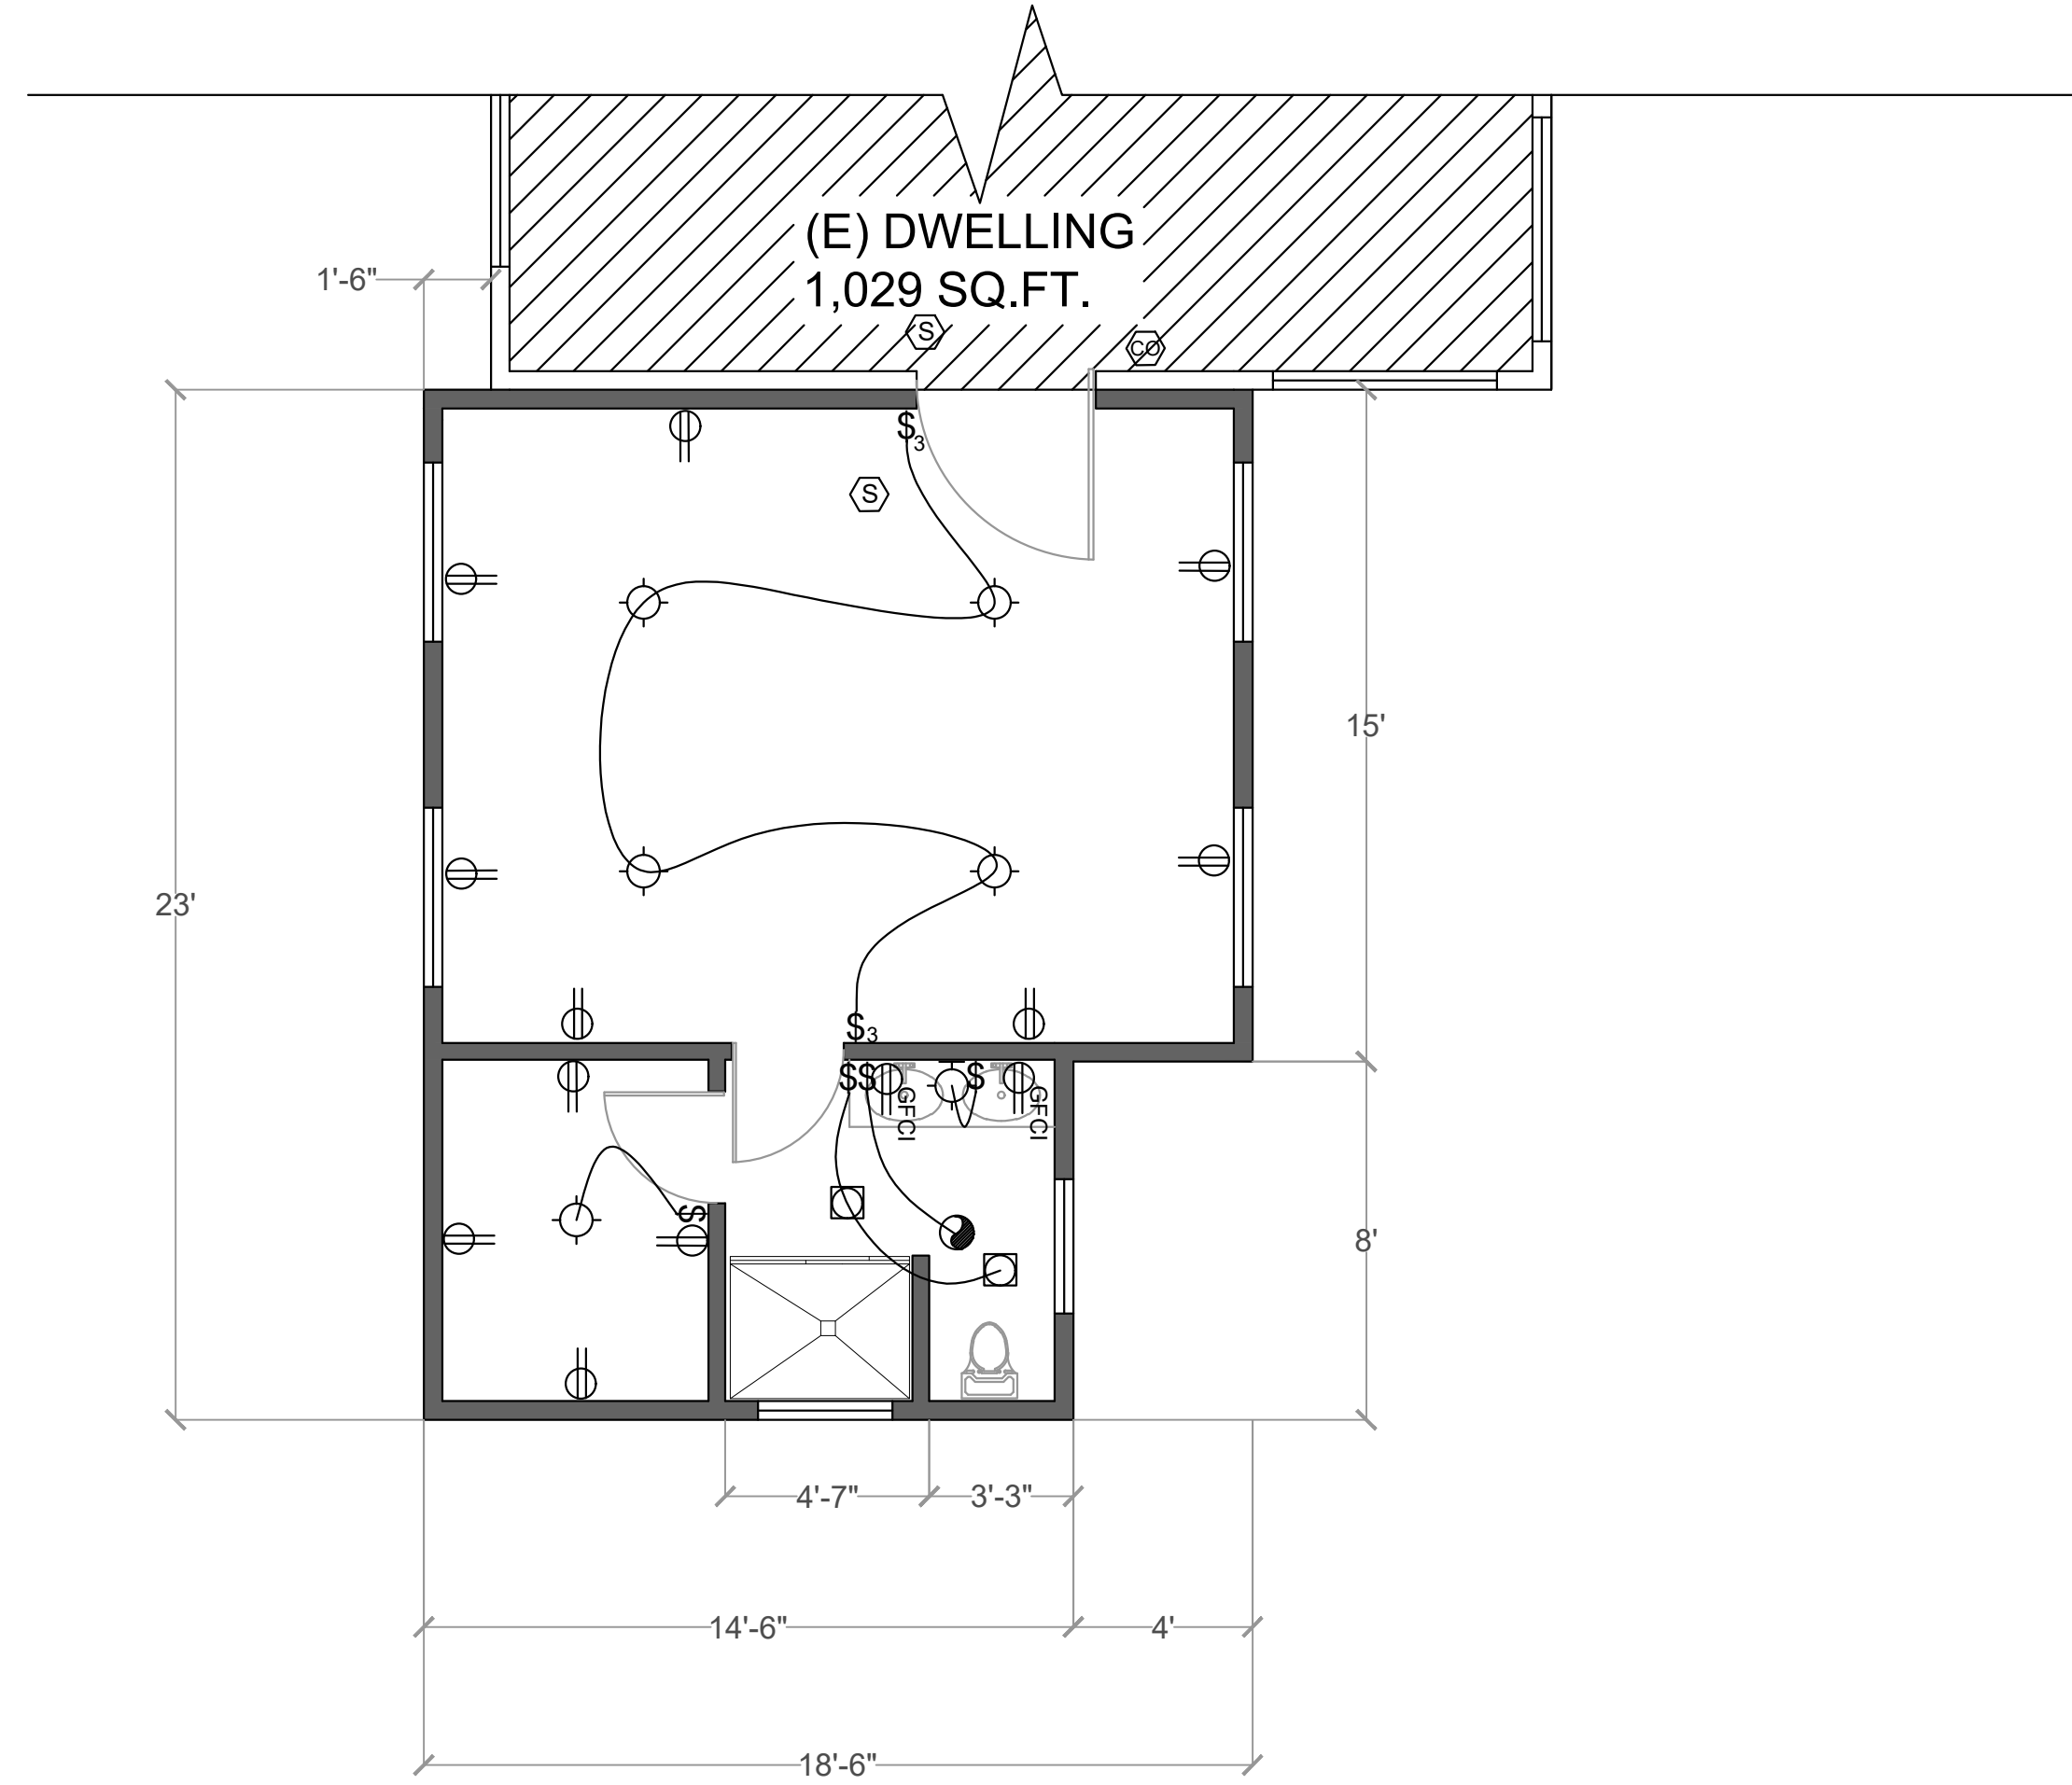 (E) DWELLING
1,029 SQ.FT.
1'-6"
S
CO
$3
S
15'
23'
$3
$$
$
GFCI
GFCI
$
8'
4'-7"
3'-3"
14'-6"
4'
18'-6"